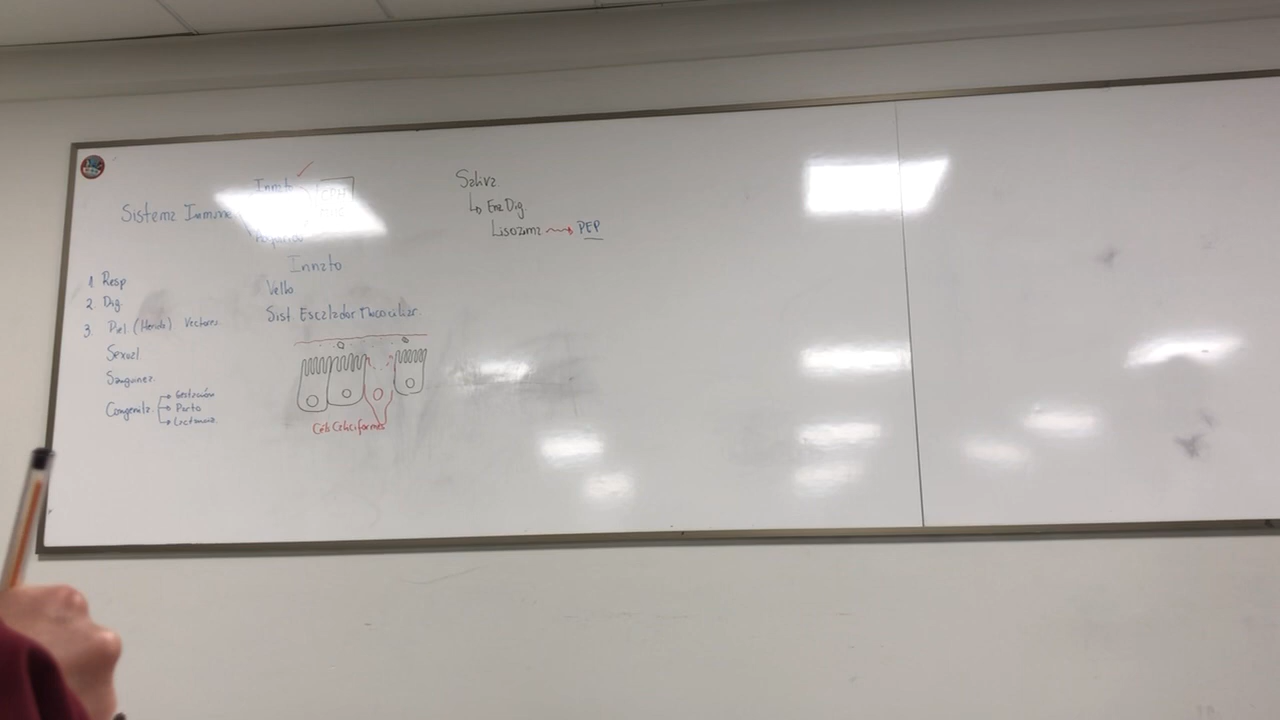 Innato
Sistema Inmune
Adquirido
1 Resp
2. Dig.
3. Piel (Herida) Vectores
Sexual
Sanguinea
Congenita
Gestación
Parto
Lactancia
Innato
Vello
Sist. Escalador Mucociliar.
Céls Caliciformes
Saliva
Enz Dig.
Lisozima → PEP